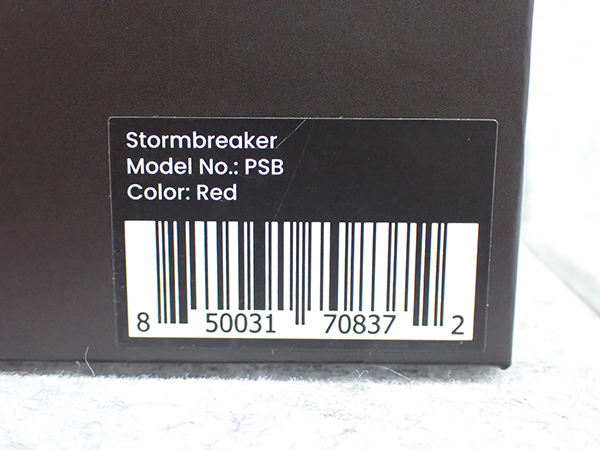 Stormbreaker
Model No.: PSB
Color: Red
8 50031 70837 2